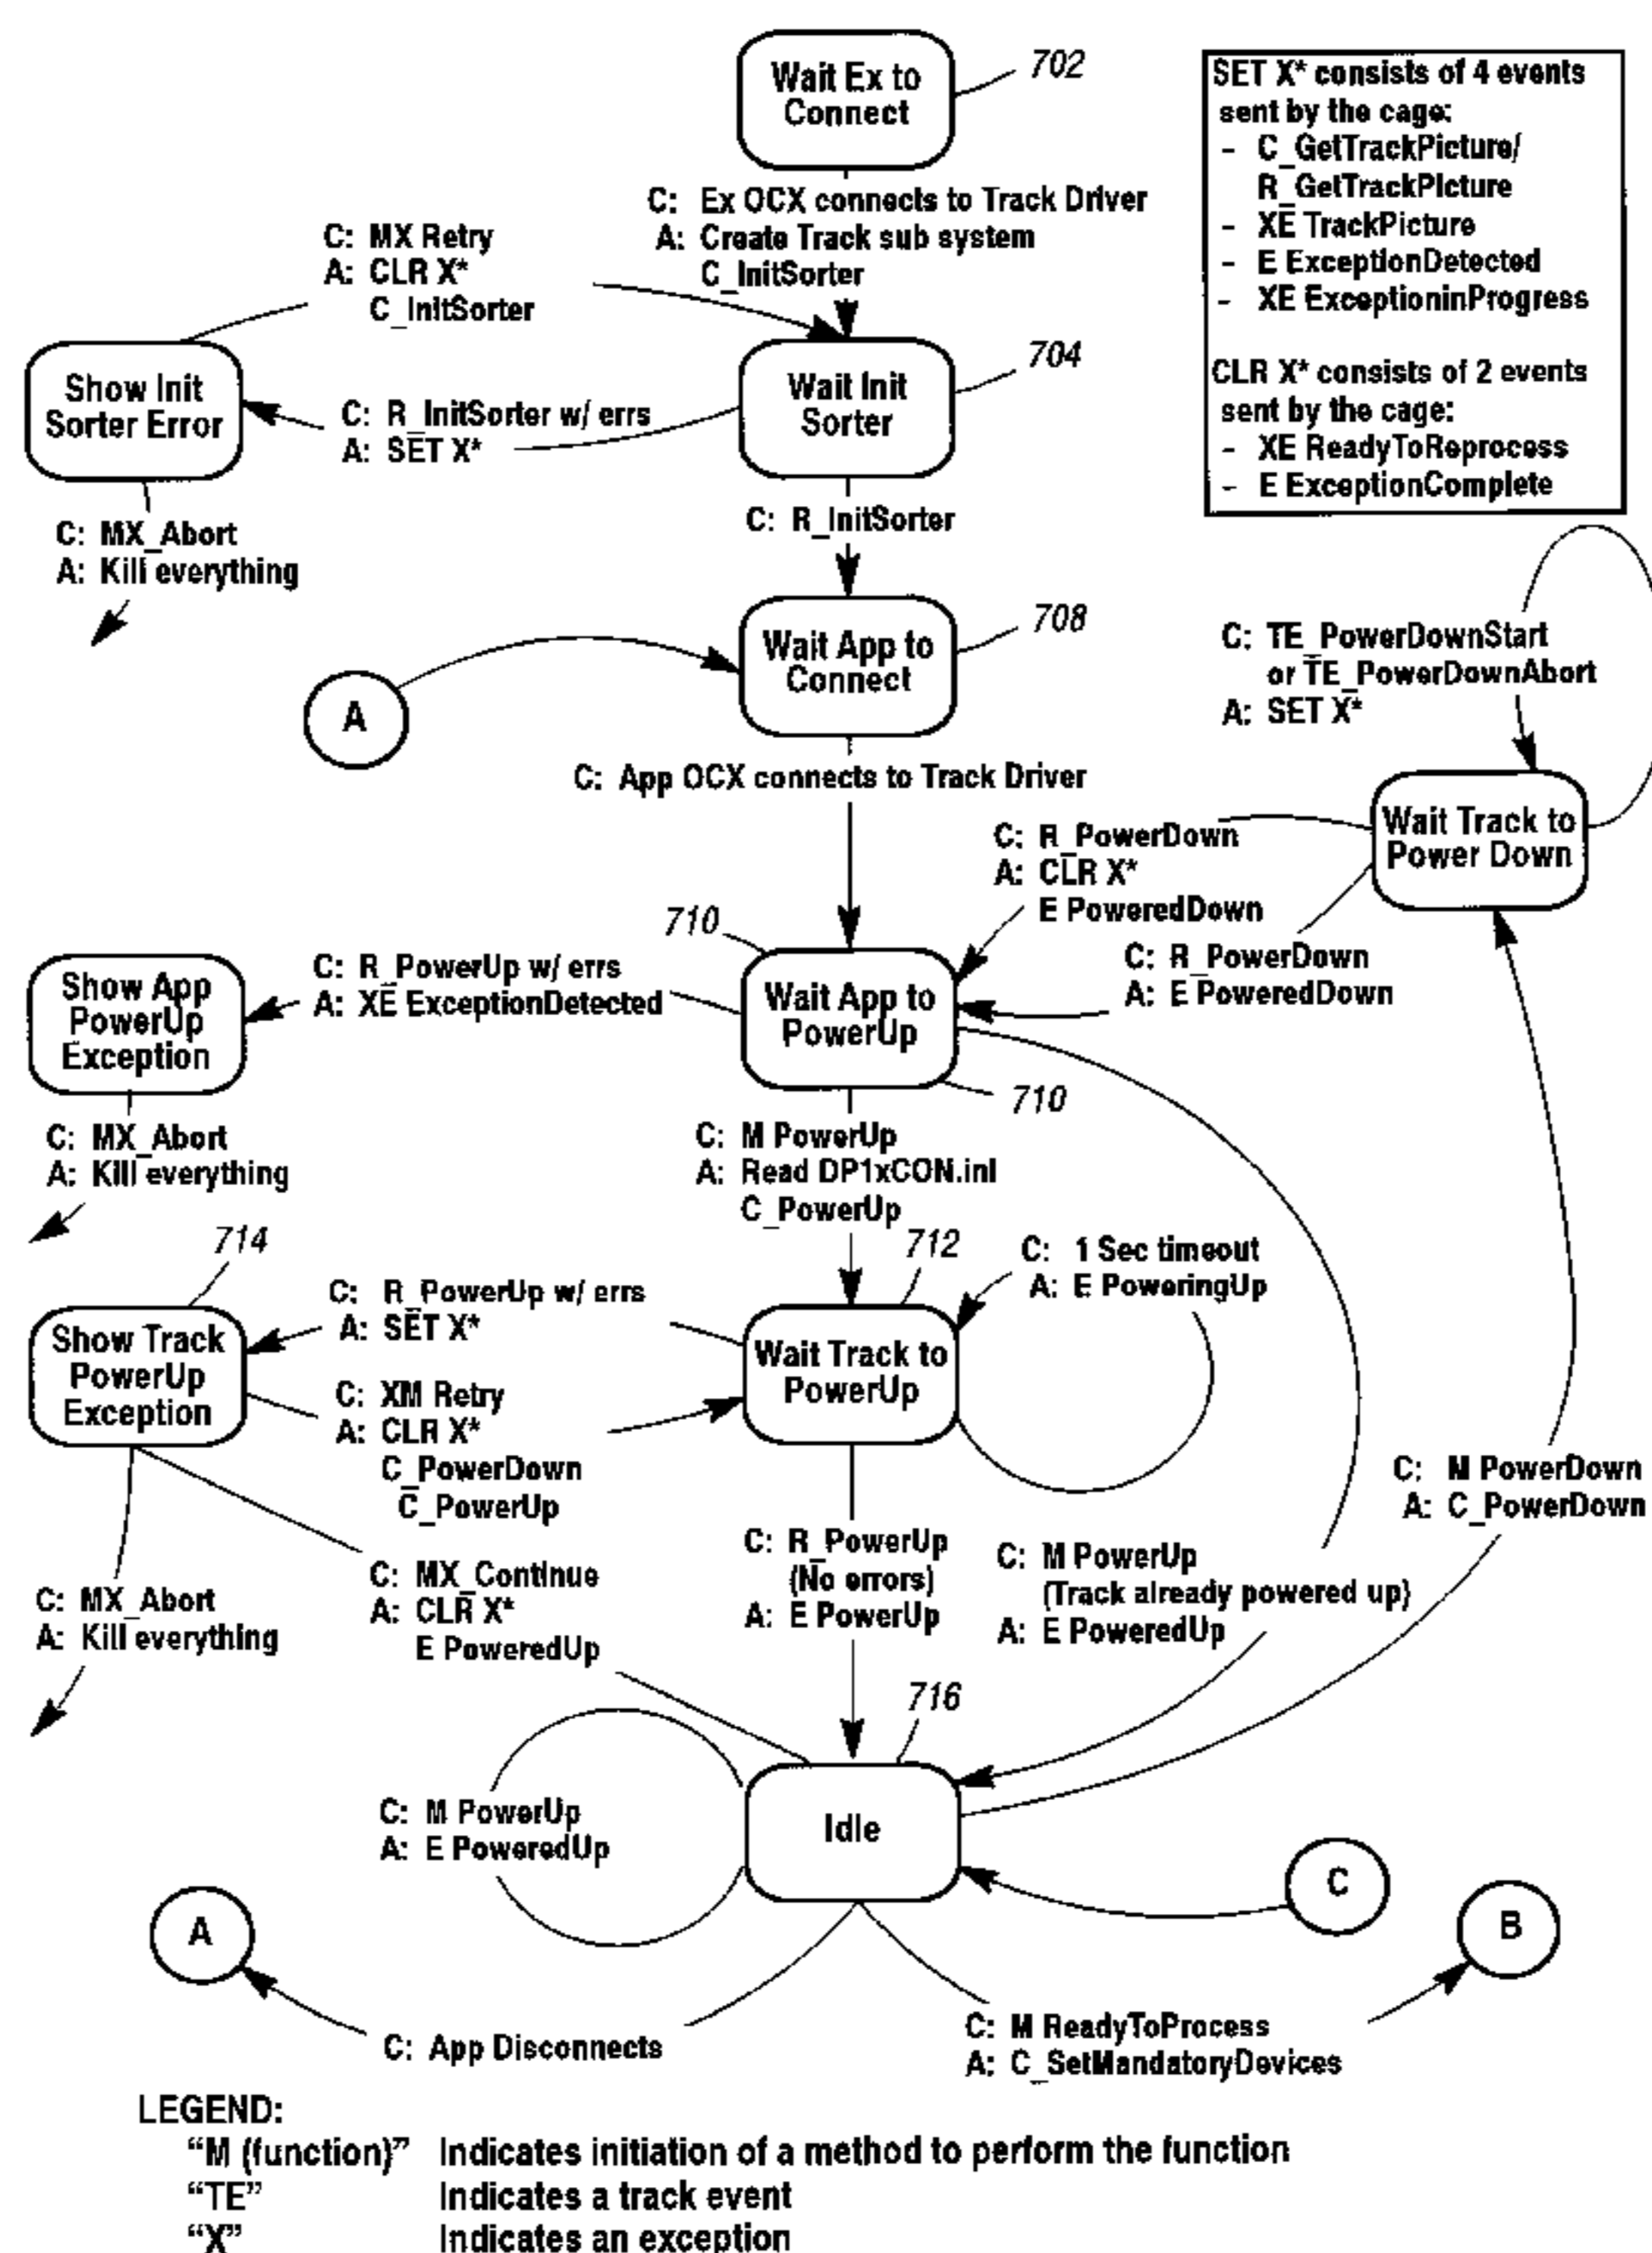 Wait Ex to
Connect
702
SET X* consists of 4 events
sent by the cage:
- C_GetTrackPicture/
R_GetTrackPicture
- XE TrackPicture
- E ExceptionDetected
- XE ExceptioninProgress
CLR X* consists of 2 events
sent by the cage:
- XE ReadyToReprocess
- E ExceptionComplete
C: Ex OCX connects to Track Driver
A: Create Track sub system
C_InitSorter
C: MX Retry
A: CLR X*
C_InitSorter
Show Init
Sorter Error
C: R_InitSorter w/ errs
A: SET X*
Wait Init
Sorter
704
C: MX_Abort
A: Kill everything
C: R_InitSorter
Wait App to
Connect
708
A
C: TE_PowerDownStart
or TE_PowerDownAbort
A: SET X*
C: App OCX connects to Track Driver
Wait Track to
Power Down
C: R_PowerDown
A: CLR X*
E PoweredDown
C: R_PowerDown
A: E PoweredDown
710
Show App
PowerUp
Exception
C: R_PowerUp w/ errs
A: XE ExceptionDetected
Wait App to
PowerUp
710
C: MX_Abort
A: Kill everything
C: M PowerUp
A: Read DP1xCON.inl
C_PowerUp
714
712
C: 1 Sec timeout
A: E PoweringUp
Show Track
PowerUp
Exception
C: R_PowerUp w/ errs
A: SET X*
Wait Track to
PowerUp
C: XM Retry
A: CLR X*
C_PowerDown
C_PowerUp
C: M PowerDown
A: C_PowerDown
C: MX_Abort
A: Kill everything
C: MX_Continue
A: CLR X*
E PoweredUp
C: R_PowerUp
(No errors)
A: E PowerUp
C: M PowerUp
(Track already powered up)
A: E PoweredUp
716
C: M PowerUp
A: E PoweredUp
Idle
C
A
B
C: App Disconnects
C: M ReadyToProcess
A: C_SetMandatoryDevices
LEGEND:
“M (function)” Indicates initiation of a method to perform the function
“TE” Indicates a track event
“X” Indicates an exception